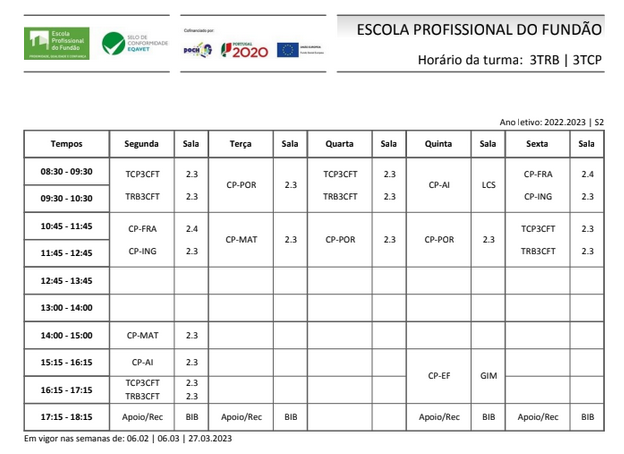 Escola
Profissional
do Fundão
SELO DE
CONFORMIDADE
EQAVET
Cofinanciado por:
POCH
PORTUGAL
2020
UNIÃO EUROPEIA
ESCOLA PROFISSIONAL DO FUNDÃO
Horário da turma: 3TRB | 3TCP
Ano letivo: 2022.2023 | S2
Tempos Segunda Sala Terça Sala Quarta Sala Quinta Sala Sexta Sala
08:30 - 09:30 TCP3CFT 2.3 TCP3CFT 2.3 CP-FRA 2.4
CP-POR 2.3 CP-AI LCS
09:30 - 10:30 TRB3CFT 2.3 TRB3CFT 2.3 CP-ING 2.3
10:45 - 11:45 CP-FRA 2.4 TCP3CFT 2.3
CP-MAT 2.3 CP-POR 2.3 CP-POR 2.3
11:45 - 12:45 CP-ING 2.3 TRB3CFT 2.3
12:45 - 13:45
13:00 - 14:00
14:00 - 15:00 CP-MAT 2.3
15:15 - 16:15 CP-AI 2.3
CP-EF GIM
16:15 - 17:15 TCP3CFT 2.3
TRB3CFT 2.3
17:15 - 18:15 Apoio/Rec BIB Apoio/Rec BIB Apoio/Rec BIB Apoio/Rec BIB
Em vigor nas semanas de: 06.02 | 06.03 | 27.03.2023